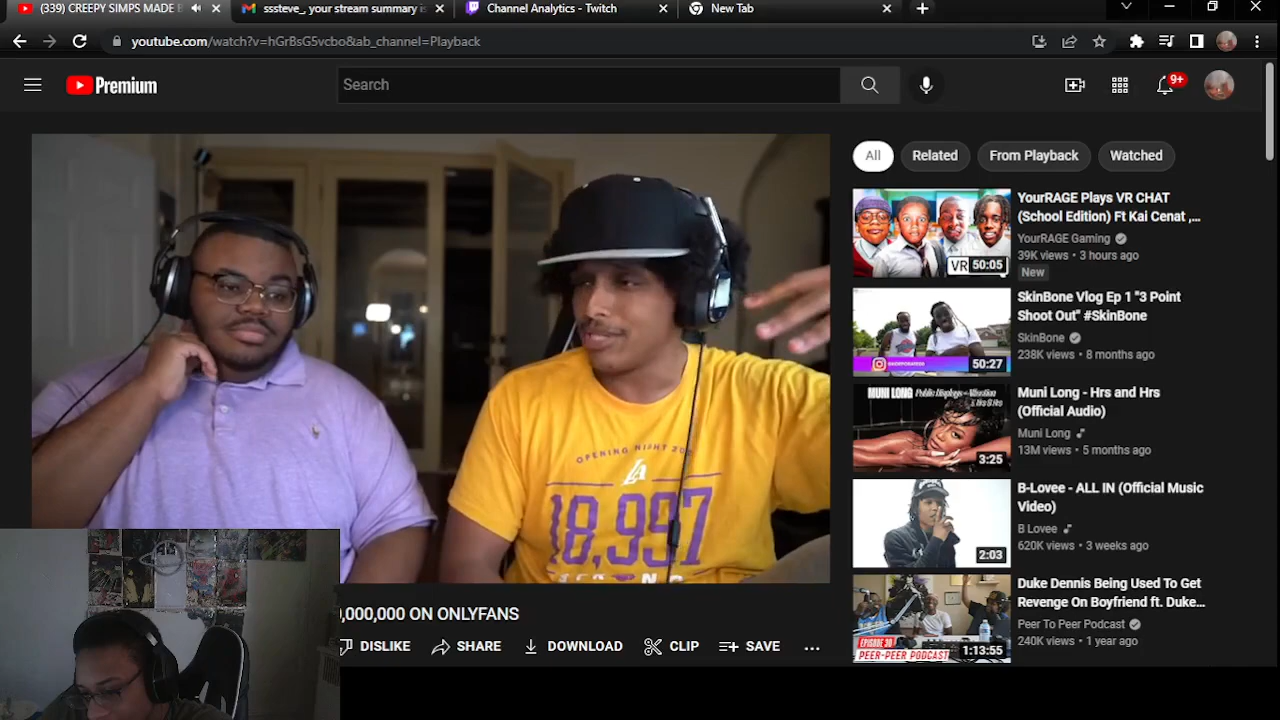 (339) CREEPY SIMPS MADE B
sssteve_, your stream summary is
Channel Analytics - Twitch
New Tab
youtube.com/watch?v=hGrBsG5vcbo&ab_channel=Playback
Premium
Search
9+
All
Related
From Playback
Watched
OPENING NIGHT 20
LA
18,997
YourRAGE Plays VR CHAT
(School Edition) Ft Kai Cenat ,...
YourRAGE Gaming
39K views • 3 hours ago
New
VR
50:05
SkinBone Vlog Ep 1 "3 Point
Shoot Out" #SkinBone
SkinBone
238K views • 8 months ago
50:27
MUNI LONG
Muni Long - Hrs and Hrs
(Official Audio)
Muni Long
13M views • 5 months ago
3:25
B-Lovee - ALL IN (Official Music
Video)
B Lovee
620K views • 3 weeks ago
2:03
Duke Dennis Being Used To Get
Revenge On Boyfriend ft. Duke...
Peer To Peer Podcast
240K views • 1 year ago
EPISODE 30
PEER-PEER PODCAST
1:13:55
0,000,000 ON ONLYFANS
DISLIKE
SHARE
DOWNLOAD
CLIP
SAVE